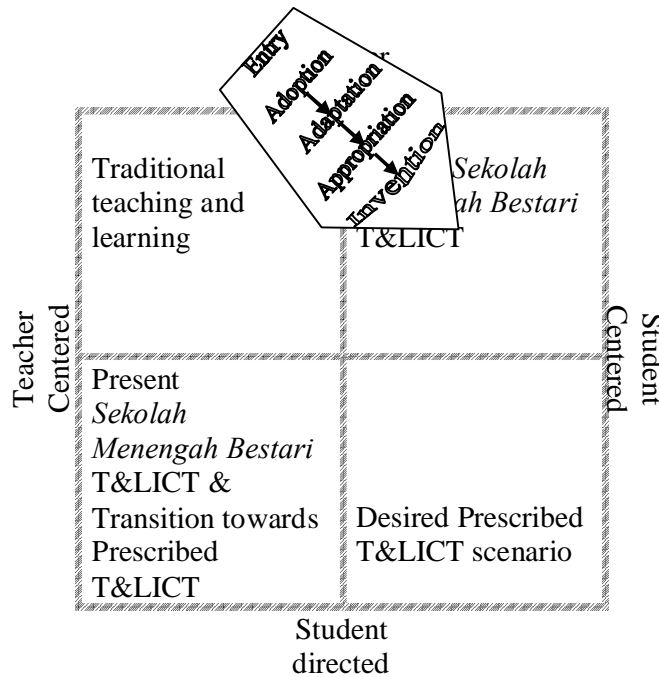 Entry
Adoption
Adaptation
Appropriation
Invention
Traditional
teaching and
learning
Sekolah
Bestari
T&LICT
Teacher
Centered
Student
Centered
Present
Sekolah
Menengah Bestari
T&LICT &
Transition towards
Prescribed
T&LICT
Desired Prescribed
T&LICT scenario
Student
directed